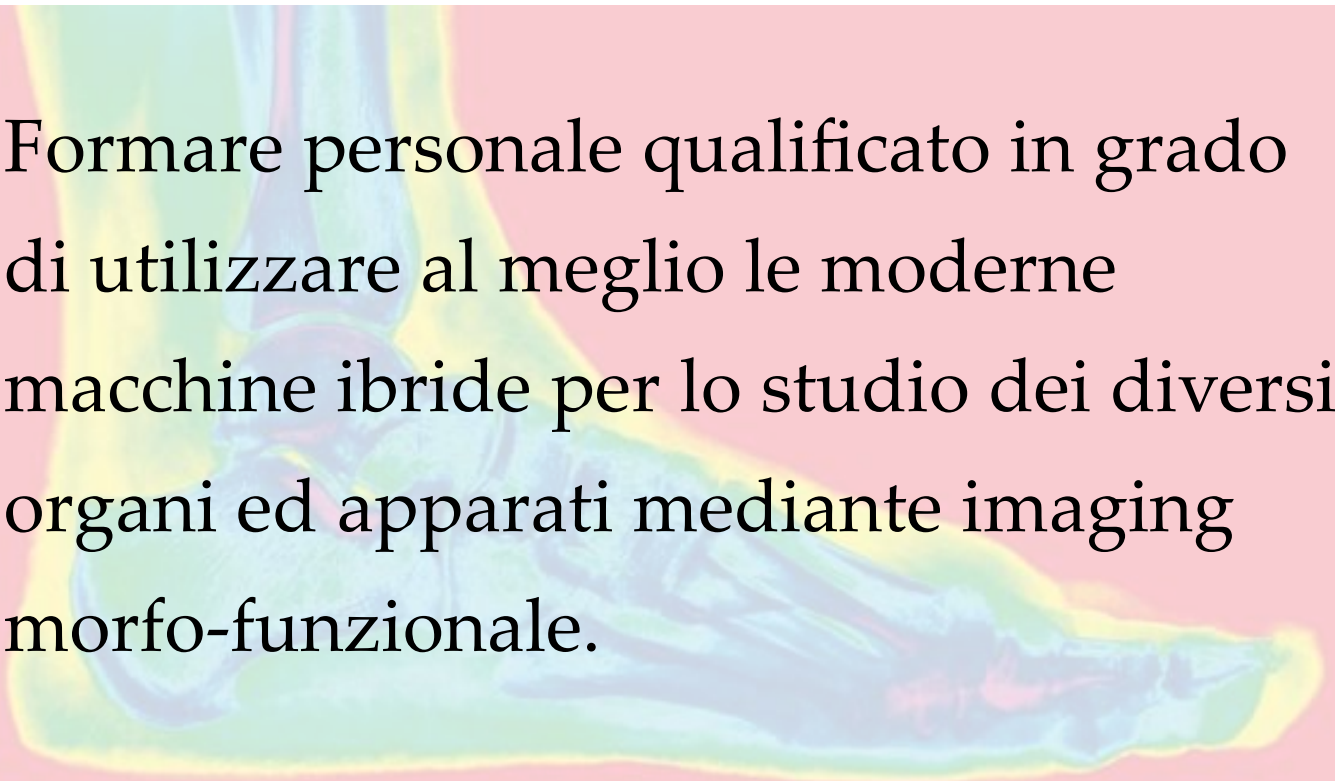 Formare personale qualificato in grado
di utilizzare al meglio le moderne
macchine ibride per lo studio dei diversi
organi ed apparati mediante imaging
morfo-funzionale.